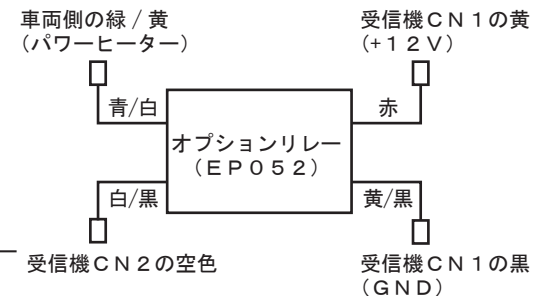 車両側の緑 / 黄
(パワーヒーター)
受信機ＣＮ１の黄
(+１２Ｖ)
青/白
赤
オプションリレー
(ＥＰ０５２)
白/黒
黄/黒
受信機ＣＮ２の空色
受信機ＣＮ１の黒
(ＧＮＤ)